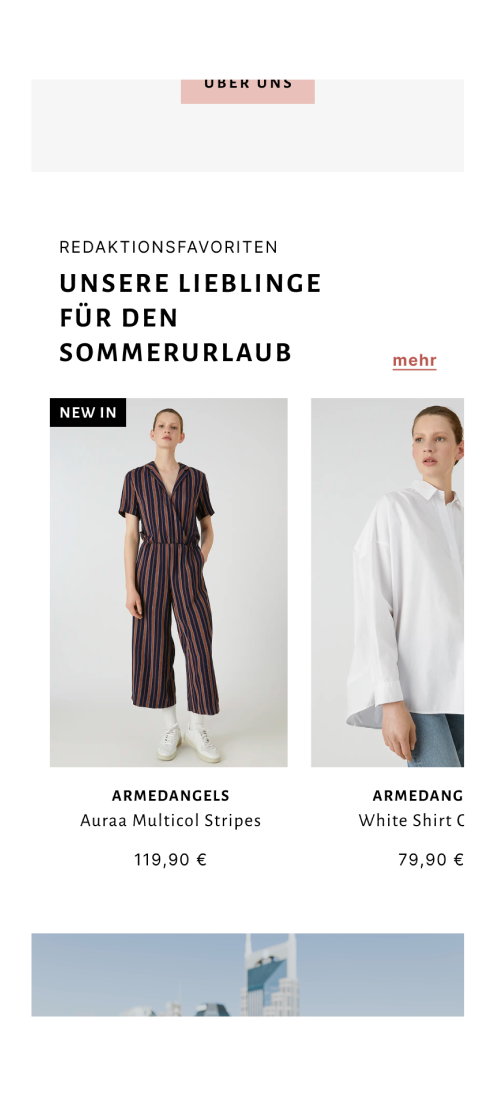 ÜBER UNS
REDAKTIONSFAVORITEN
UNSERE LIEBLINGE
FÜR DEN
SOMMERURLAUB
mehr
NEW IN
ARMEDANGELS
Auraa Multicol Stripes
119,90 €
ARMEDANG
White Shirt
79,90 €